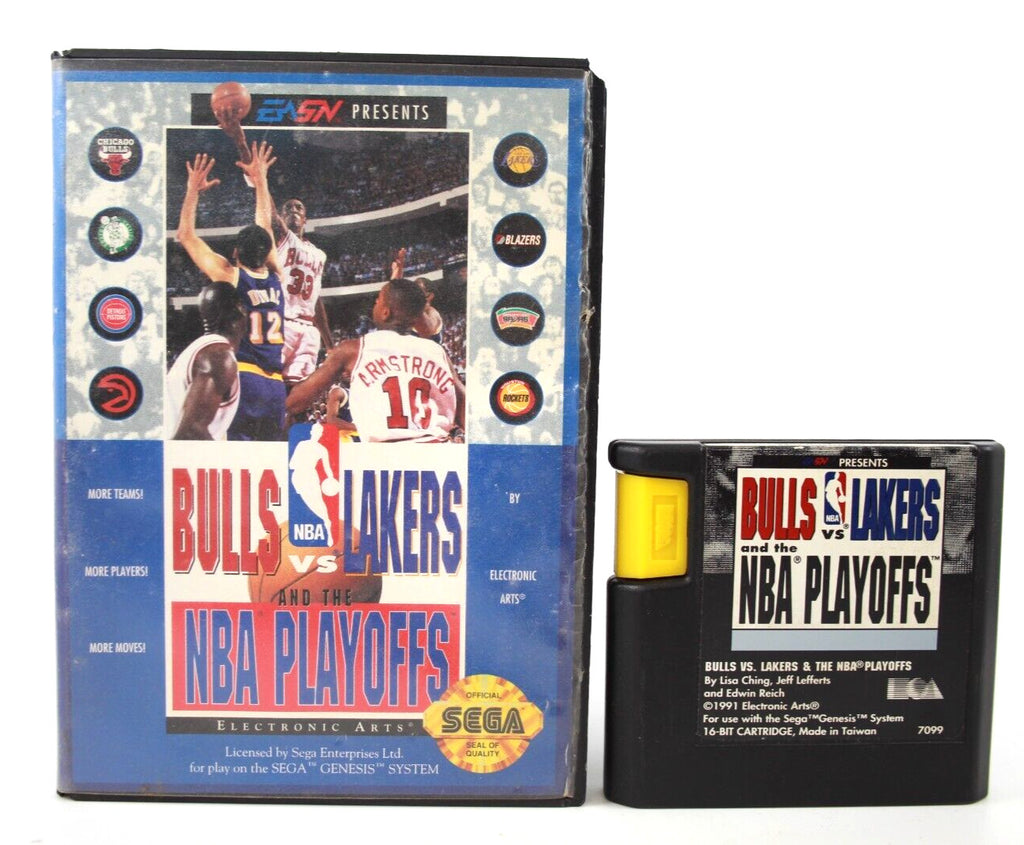 EASN PRESENTS
CHICAGO
BULLS
LAKERS
BLAZERS
DETROIT
PISTONS
SPURS
ROCKETS
BULLS
33
12
ARMSTRONG
10
MORE TEAMS!
MORE PLAYERS!
MORE MOVES!
BULLS VS LAKERS
NBA
AND THE
NBA PLAYOFFS™
BY
ELECTRONIC
ARTS®
ELECTRONIC ARTS®
OFFICIAL
SEGA
SEAL OF
QUALITY
Licensed by Sega Enterprises Ltd.
for play on the SEGA™ GENESIS™ SYSTEM
EASN PRESENTS
BULLS VS LAKERS
NBA®
and the
NBA® PLAYOFFS™
BULLS VS. LAKERS & THE NBA® PLAYOFFS
By Lisa Ching, Jeff Lefferts
and Edwin Reich
©1991 Electronic Arts®
For use with the Sega™Genesis™ System
16-BIT CARTRIDGE, Made in Taiwan 7099